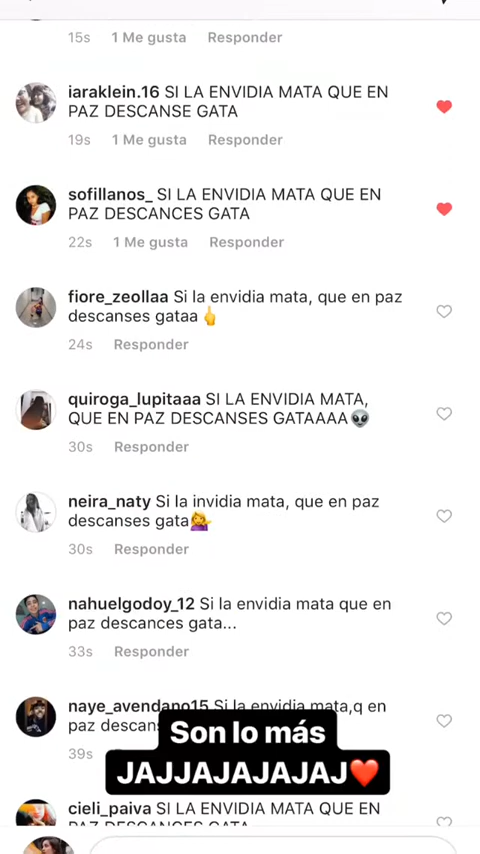 15s 1 Me gusta Responder
iaraklein.16 SI LA ENVIDIA MATA QUE EN
PAZ DESCANSE GATA
19s 1 Me gusta Responder
sofillanos_ SI LA ENVIDIA MATA QUE EN
PAZ DESCANCES GATA
22s 1 Me gusta Responder
fiore_zeollaa Si la envidia mata, que en paz
descanses gataa🖕
24s Responder
quiroga_lupitaaa SI LA ENVIDIA MATA,
QUE EN PAZ DESCANSES GATAAAA👽
30s Responder
neira_naty Si la invidia mata, que en paz
descanses gata💁‍♀️
30s Responder
nahuelgodoy_12 Si la envidia mata que en
paz descances gata...
33s Responder
naye_avendano15 Si la envidia mata,q en
paz descans
39s
Son lo más
JAJJAJAJAJAJ❤️
cieli_paiva SI LA ENVIDIA MATA QUE EN
PAZ DESCANCES GATA